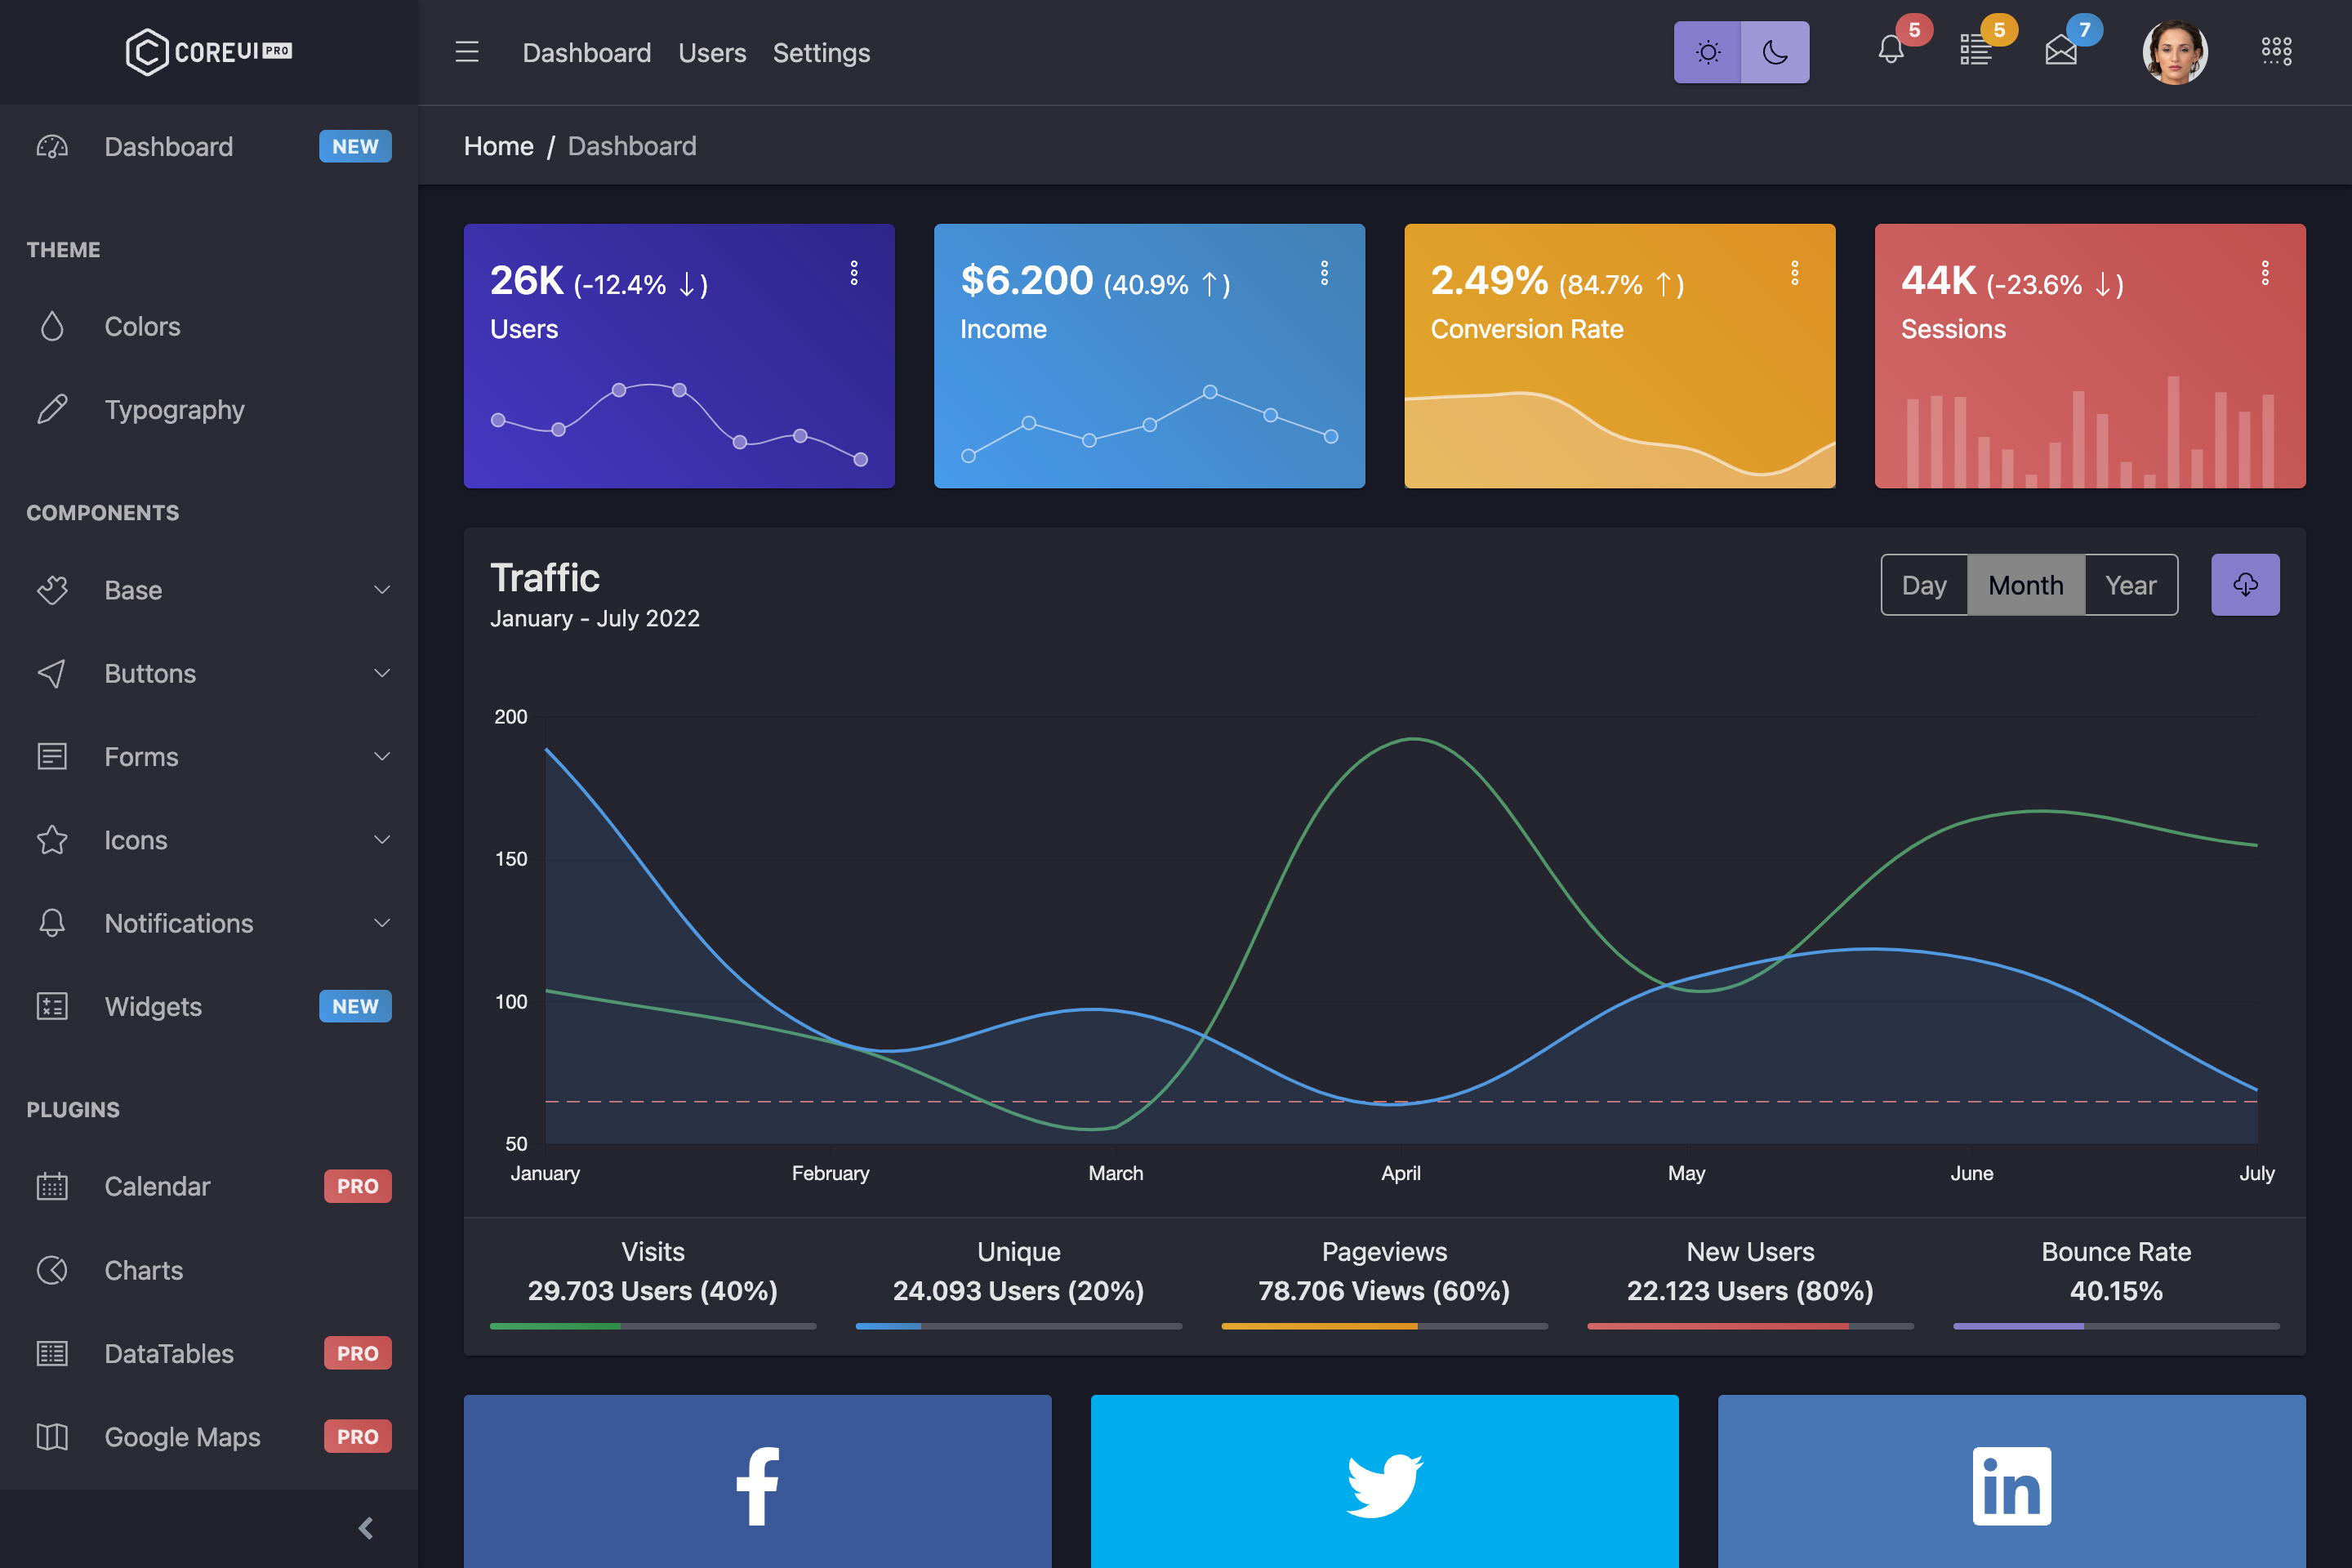 COREUI PRO
Dashboard NEW
THEME
Colors
Typography
COMPONENTS
Base
Buttons
Forms
Icons
Notifications
Widgets NEW
PLUGINS
Calendar PRO
Charts
DataTables PRO
Google Maps PRO
Dashboard Users Settings
5 5 7
Home / Dashboard
26K (-12.4% ↓)
Users
$6.200 (40.9% ↑)
Income
2.49% (84.7% ↑)
Conversion Rate
44K (-23.6% ↓)
Sessions
Traffic
January - July 2022
Day Month Year
200
150
100
50
January February March April May June July
Visits
29.703 Users (40%)
Unique
24.093 Users (20%)
Pageviews
78.706 Views (60%)
New Users
22.123 Users (80%)
Bounce Rate
40.15%
f
in